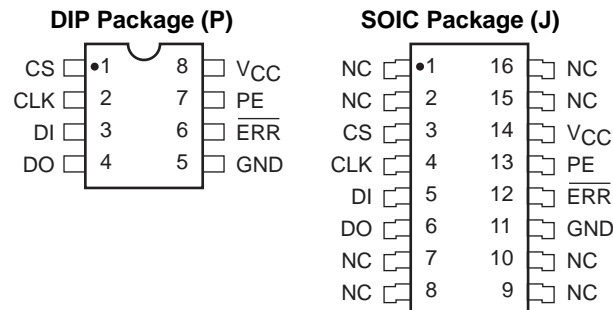 DIP Package (P)
CS 1 8 VCC
CLK 2 7 PE
DI 3 6 ERR
DO 4 5 GND
SOIC Package (J)
NC 1 16 NC
NC 2 15 NC
CS 3 14 VCC
CLK 4 13 PE
DI 5 12 ERR
DO 6 11 GND
NC 7 10 NC
NC 8 9 NC